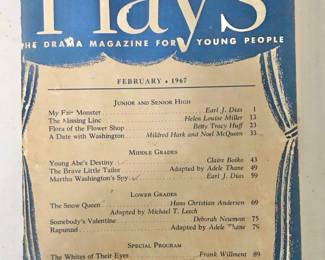 Plays
THE DRAMA MAGAZINE FOR YOUNG PEOPLE
FEBRUARY • 1967
JUNIOR AND SENIOR HIGH
My Fair Monster Earl J. Dias 1
The Missing Linc Helen Louise Miller 13
Flora of the Flower Shop Betty Tracy Huff 23
A Date with Washington Mildred Hark and Noel McQueen 33
MIDDLE GRADES
Young Abe's Destiny Claire Boiko 43
The Brave Little Tailor Adapted by Adele Thane 49
Martha Washington's Spy Earl J. Dias 59
LOWER GRADES
The Snow Queen Hans Christian Andersen 69
Adopted by Michael T. Leech
Somebody's Valentine Deborah Newman 75
Rapunzel Adapted by Adele Thane 79
SPECIAL PROGRAM
The Whites of Their Eyes Frank Willment 89